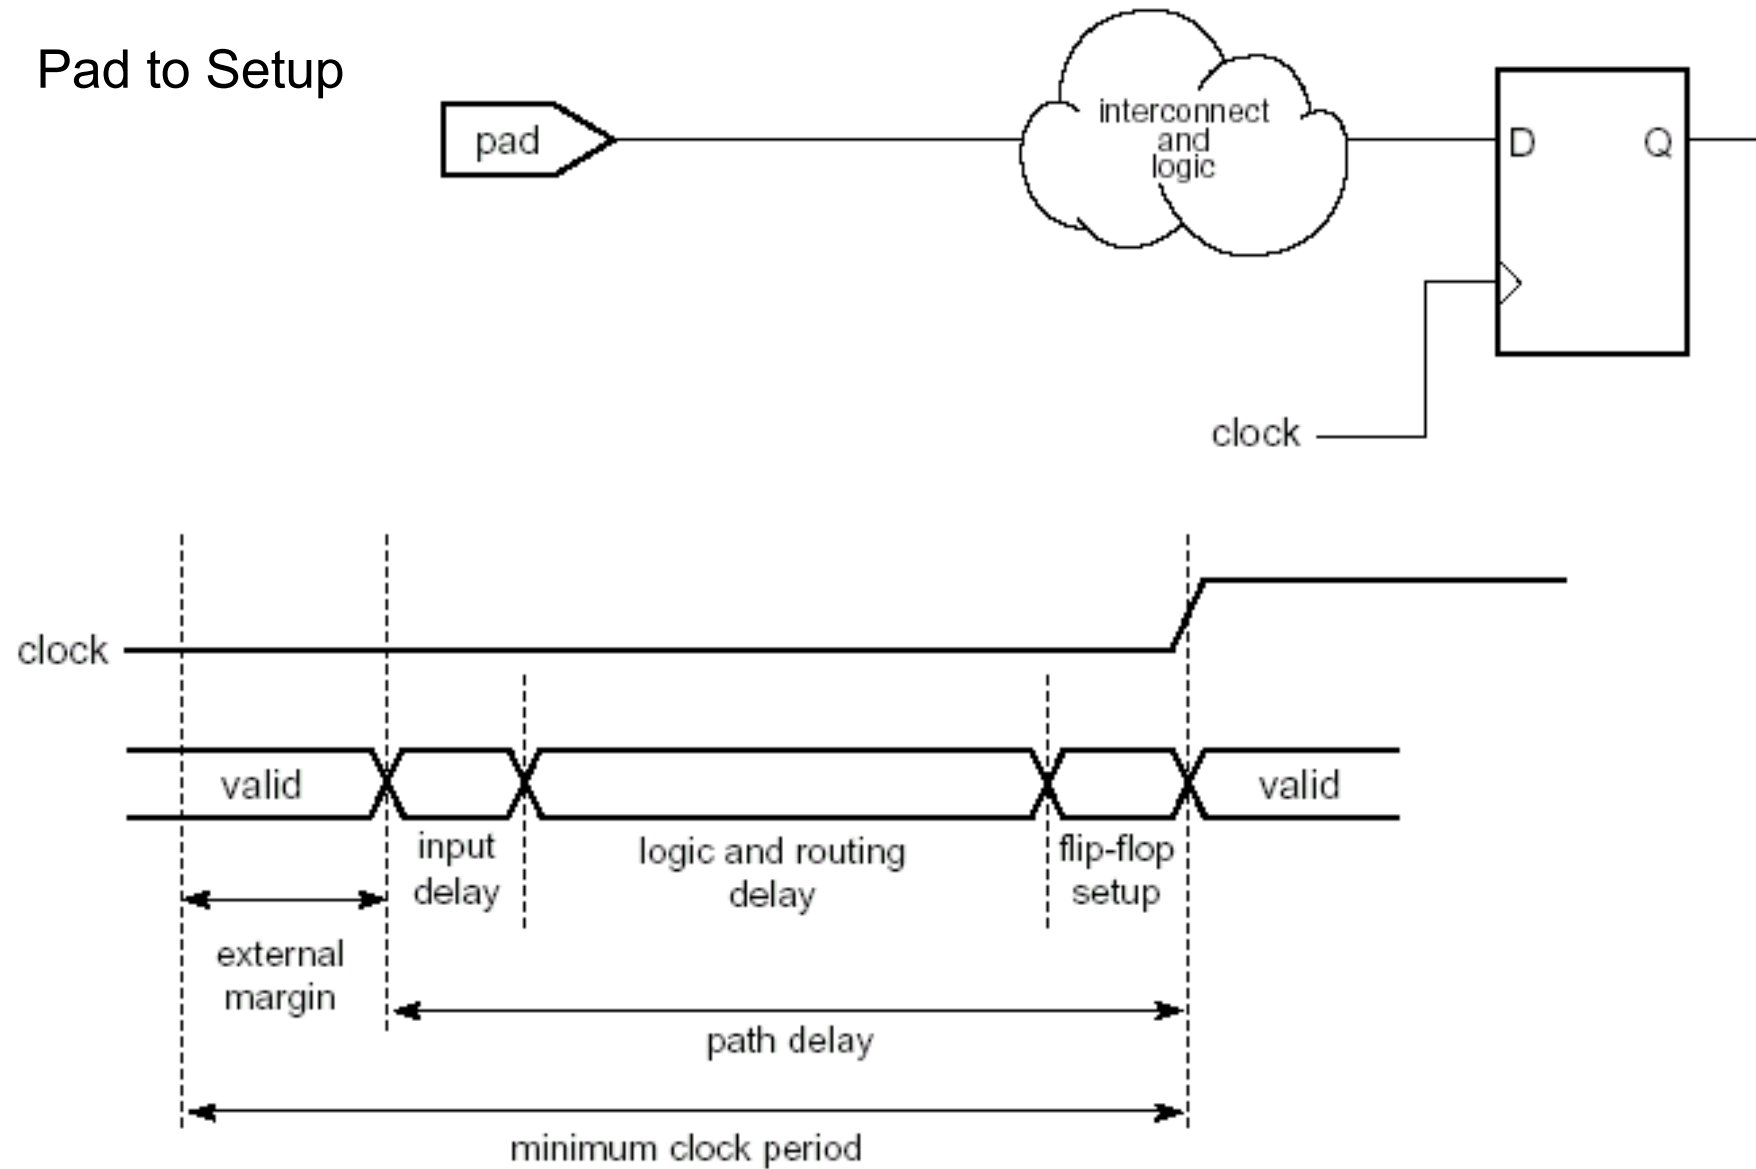 Pad to Setup
pad
interconnect
and
logic
D
Q
clock
clock
valid
valid
input
delay
logic and routing
delay
flip-flop
setup
external
margin
path delay
minimum clock period